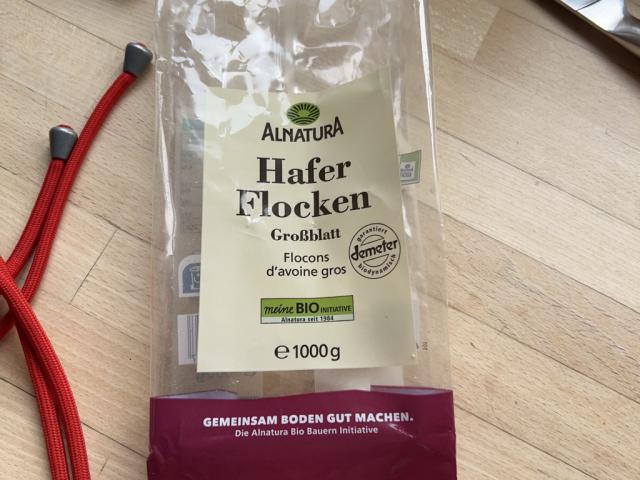 ALNATURA
Hafer
Flocken
Großblatt
Flocons
d'avoine gros
garantiert
demeter
biodynamisch
meine BIO INITIATIVE
Alnatura seit 1984
e 1000 g
GEMEINSAM BODEN GUT MACHEN.
Die Alnatura Bio Bauern Initiative